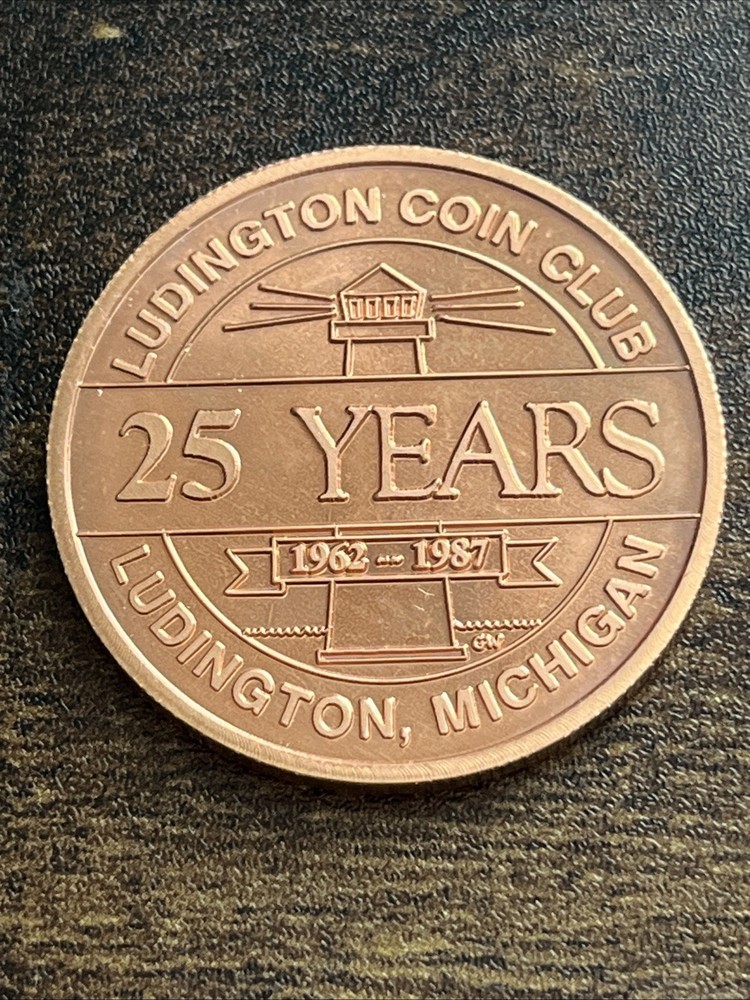 LUDINGTON COIN CLUB
25 YEARS
1962 1987
GW
LUDINGTON, MICHIGAN